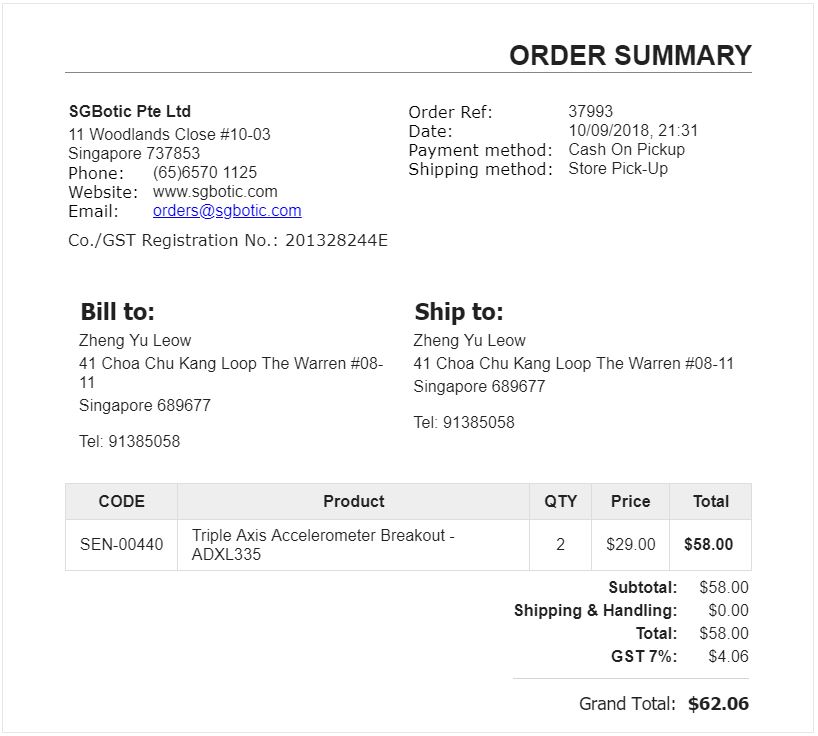 ORDER SUMMARY
SGBotic Pte Ltd
11 Woodlands Close #10-03
Singapore 737853
Phone: (65)6570 1125
Website: www.sgbotic.com
Email: orders@sgbotic.com
Co./GST Registration No.: 201328244E
Order Ref: 37993
Date: 10/09/2018, 21:31
Payment method: Cash On Pickup
Shipping method: Store Pick-Up
Bill to:
Zheng Yu Leow
41 Choa Chu Kang Loop The Warren #08-
11
Singapore 689677
Tel: 91385058
Ship to:
Zheng Yu Leow
41 Choa Chu Kang Loop The Warren #08-11
Singapore 689677
Tel: 91385058
CODE Product QTY Price Total
SEN-00440 Triple Axis Accelerometer Breakout - 2 $29.00 $58.00
ADXL335
Subtotal: $58.00
Shipping & Handling: $0.00
Total: $58.00
GST 7%: $4.06
Grand Total: $62.06